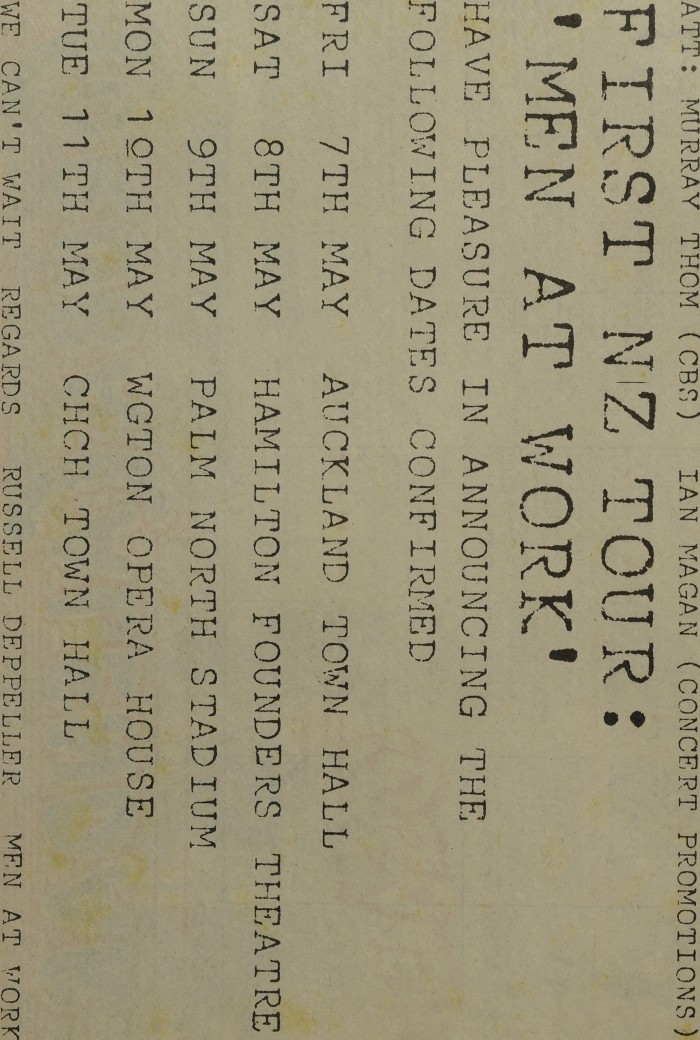 ATT: MURRAY THOM (CBS) IAN MAGAN (CONCERT PROMOTIONS)
FIRST NZ TOUR:
'MEN AT WORK'
HAVE PLEASURE IN ANNOUNCING THE
FOLLOWING DATES CONFIRMED
FRI 7TH MAY AUCKLAND TOWN HALL
SAT 8TH MAY HAMILTON FOUNDERS THEATRE
SUN 9TH MAY PALM NORTH STADIUM
MON 10TH MAY WGTON OPERA HOUSE
TUE 11TH MAY CHCH TOWN HALL
WE CAN'T WAIT REGARDS RUSSELL DEPPELLER MEN AT WORK